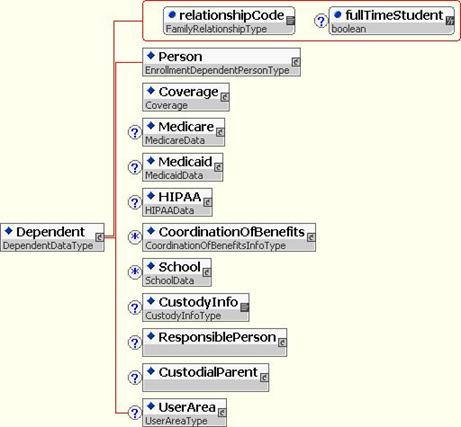 relationshipCode
FamilyRelationshipType
? fullTimeStudent
boolean
Person
EnrollmentDependentPersonType
Coverage
Coverage
? Medicare
MedicareData
? Medicaid
MedicaidData
? HIPAA
HIPAAData
Dependent
DependentDataType
* CoordinationOfBenefits
CoordinationOfBenefitsInfoType
* School
SchoolData
? CustodyInfo
CustodyInfoType
? ResponsiblePerson
? CustodialParent
? UserArea
UserAreaType